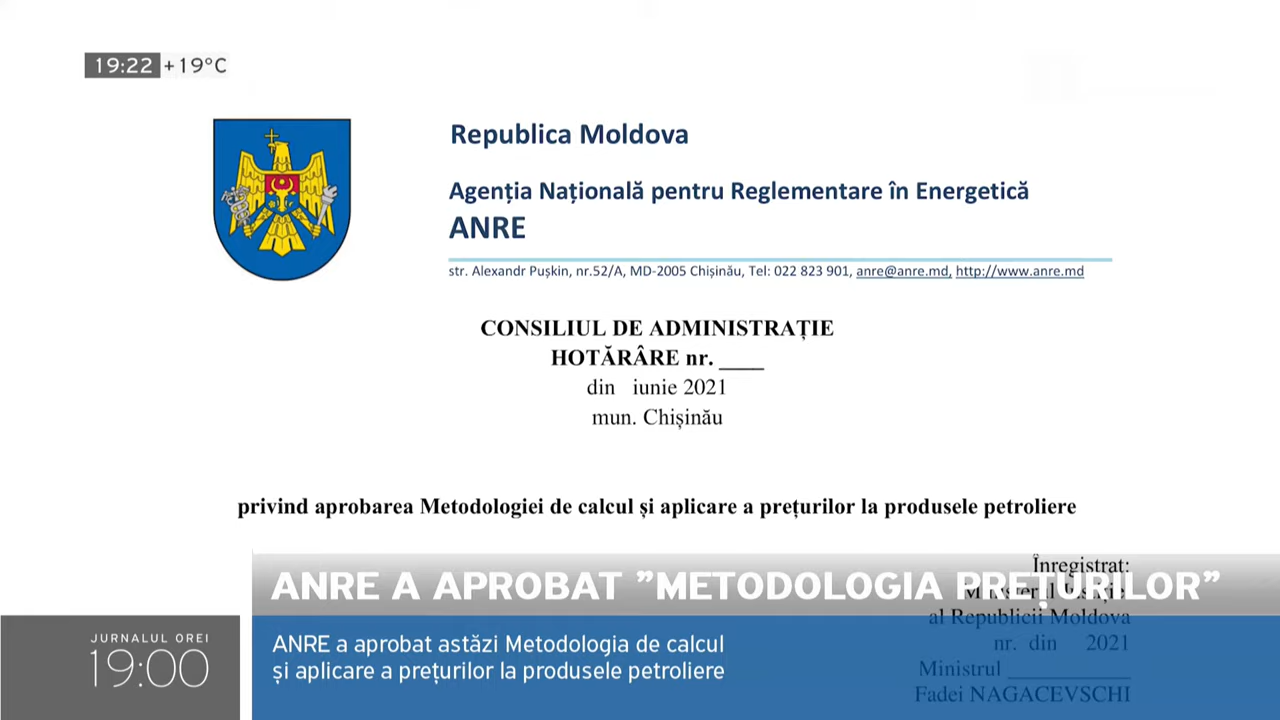 19:22 +19°C
Republica Moldova
Agenția Națională pentru Reglementare în Energetică
ANRE
str. Alexandr Pușkin, nr.52/A, MD-2005 Chișinău, Tel: 022 823 901, anre@anre.md, http://www.anre.md
CONSILIUL DE ADMINISTRAȚIE
HOTĂRÂRE nr. ____
din iunie 2021
mun. Chișinău
privind aprobarea Metodologiei de calcul și aplicare a prețurilor la produsele petroliere
Înregistrat:
Ministerul Justiție
al Republicii Moldova
nr. din 2021
Ministrul ___________
Fadei NAGACEVSCHI
ANRE A APROBAT ”METODOLOGIA PREȚURILOR”
ANRE a aprobat astăzi Metodologia de calcul
și aplicare a prețurilor la produsele petroliere
JURNALUL OREI
19:00